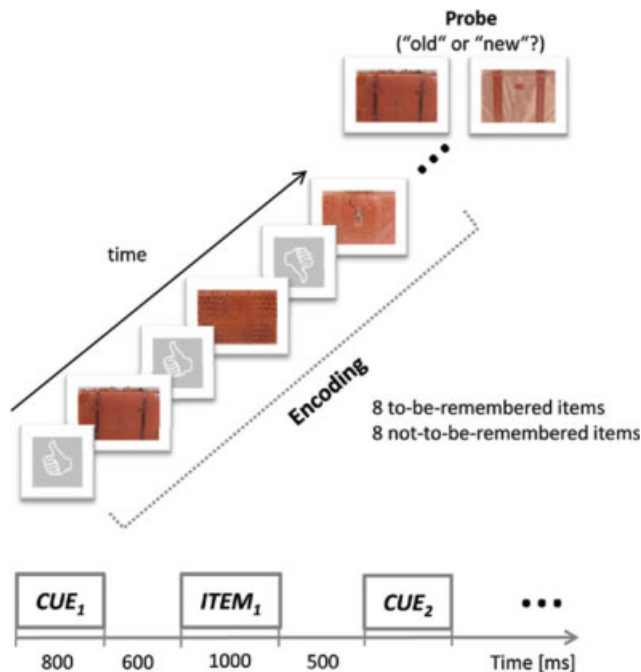 Probe
(“old“ or “new“?)
time
Encoding
8 to-be-remembered items
8 not-to-be-remembered items
CUE₁
ITEM₁
CUE₂
800 600 1000 500 Time [ms]